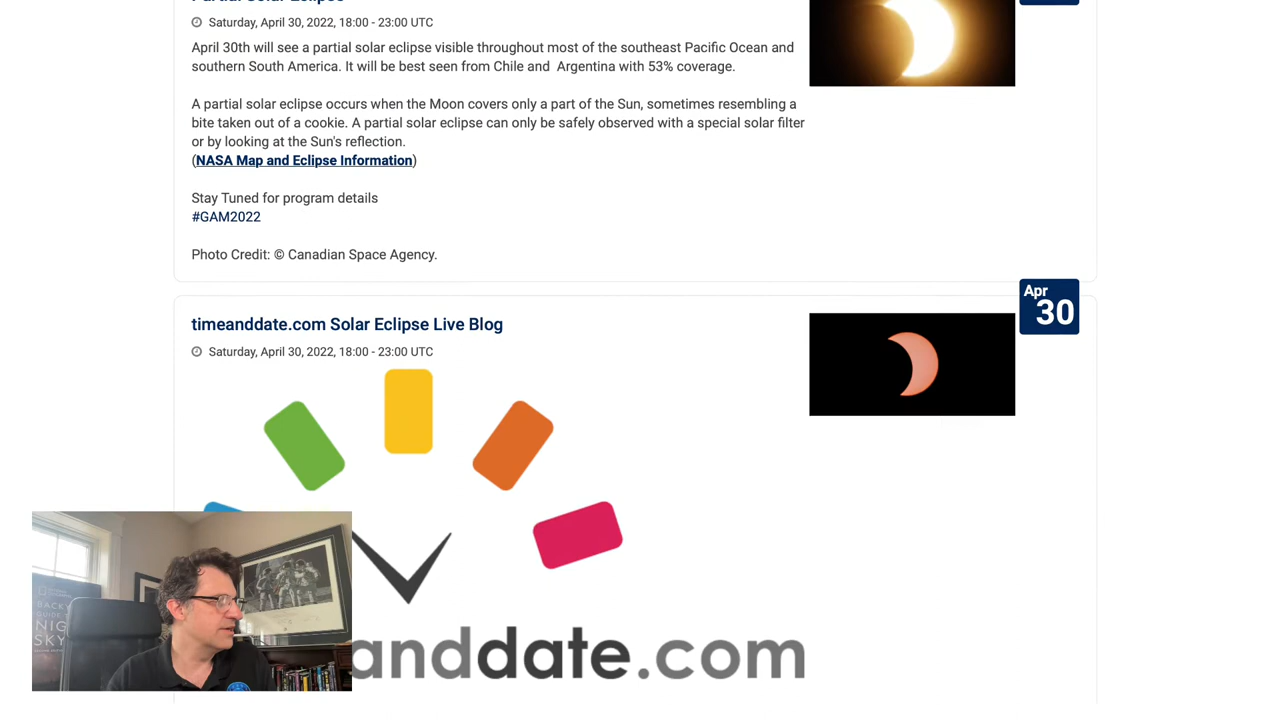 Partial Solar Eclipse
Saturday, April 30, 2022, 18:00 - 23:00 UTC
April 30th will see a partial solar eclipse visible throughout most of the southeast Pacific Ocean and
southern South America. It will be best seen from Chile and  Argentina with 53% coverage.
A partial solar eclipse occurs when the Moon covers only a part of the Sun, sometimes resembling a
bite taken out of a cookie. A partial solar eclipse can only be safely observed with a special solar filter
or by looking at the Sun's reflection.
(NASA Map and Eclipse Information)
Stay Tuned for program details
#GAM2022
Photo Credit: © Canadian Space Agency.
Apr
30
timeanddate.com Solar Eclipse Live Blog
Saturday, April 30, 2022, 18:00 - 23:00 UTC
anddate.com
BACKY
GUIDE
NIG
SKY